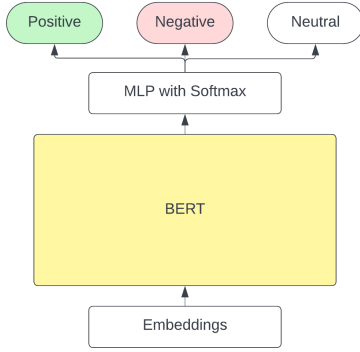 Positive
Negative
Neutral
MLP with Softmax
BERT
Embeddings